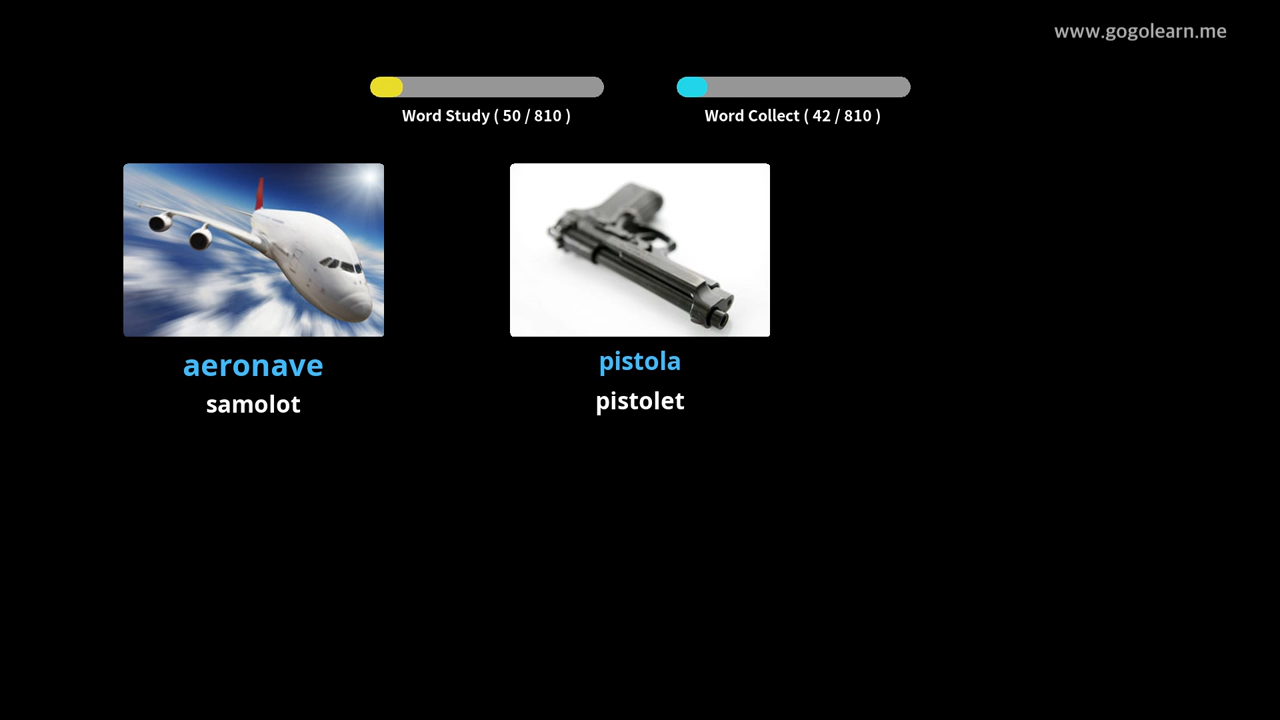 www.gogolearn.me
Word Study ( 50 / 810 )
Word Collect ( 42 / 810 )
aeronave
samolot
pistola
pistolet